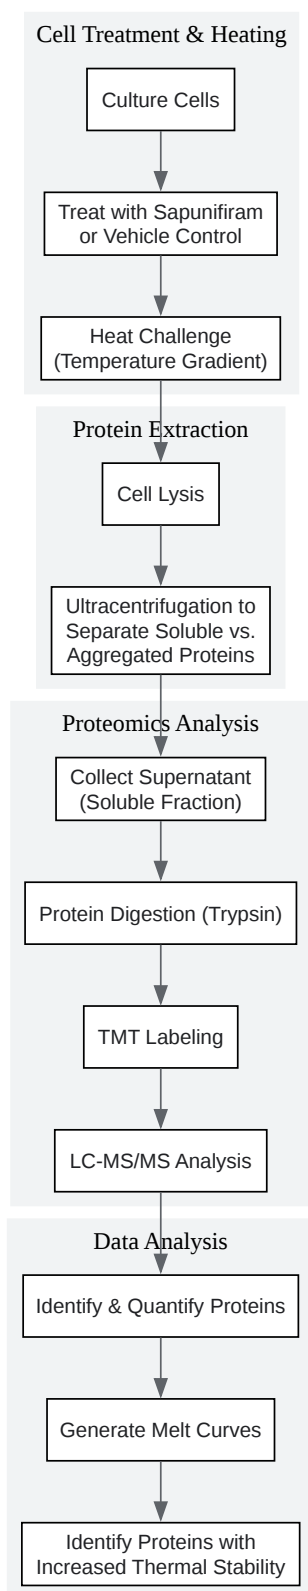 Cell Treatment & Heating
Culture Cells
Treat with Sapunifiram
or Vehicle Control
Heat Challenge
(Temperature Gradient)
Protein Extraction
Cell Lysis
Ultracentrifugation to
Separate Soluble vs.
Aggregated Proteins
Proteomics Analysis
Collect Supernatant
(Soluble Fraction)
Protein Digestion (Trypsin)
TMT Labeling
LC-MS/MS Analysis
Data Analysis
Identify & Quantify Proteins
Generate Melt Curves
Identify Proteins with
Increased Thermal Stability